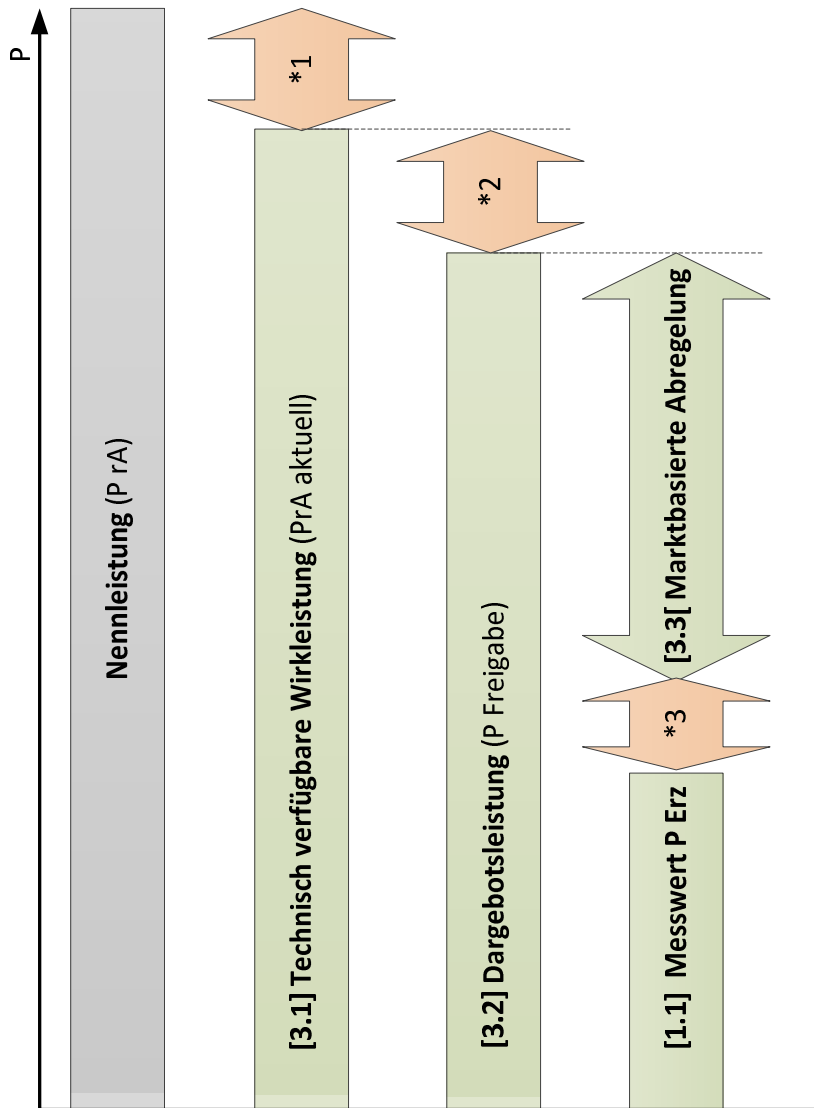 P
Nennleistung (P rA)
*1
[3.1] Technisch verfügbare Wirkleistung (PrA aktuell)
*2
[3.2] Dargebotsleistung (P Freigabe)
[3.3[ Marktbasierte Abregelung
*3
[1.1] Messwert P Erz